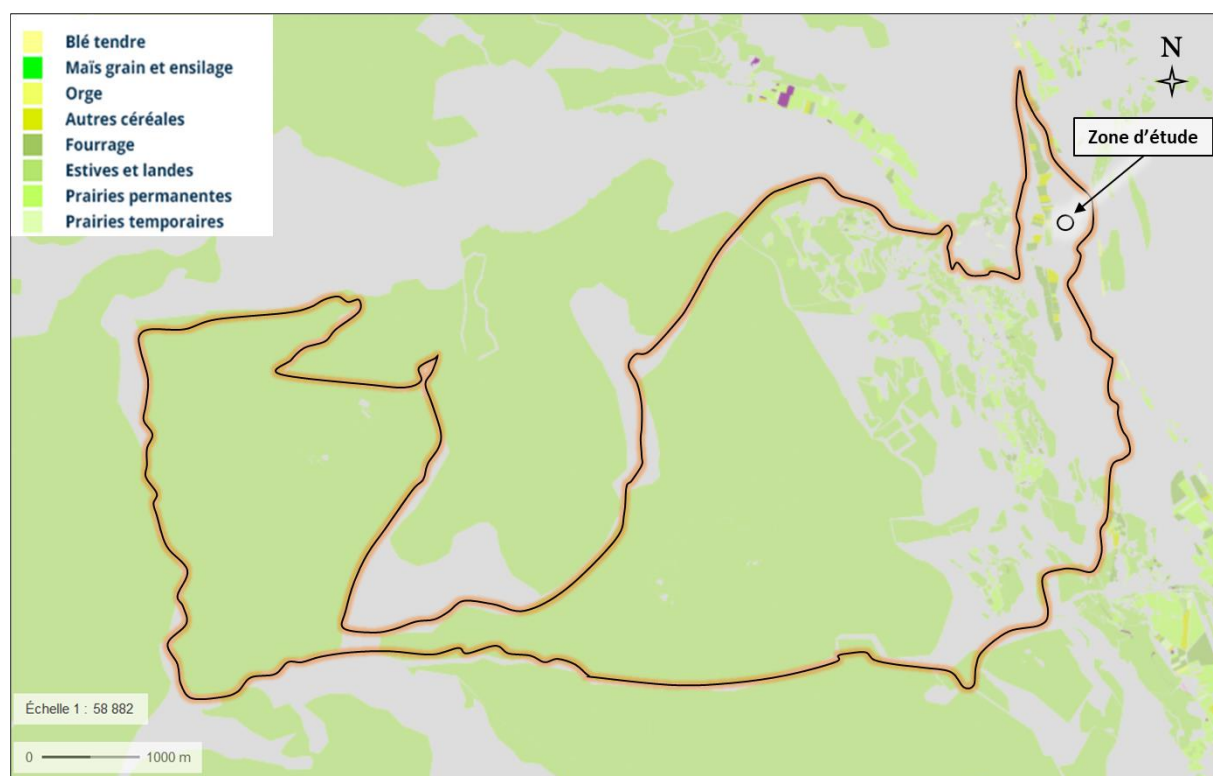 Blé tendre
Maïs grain et ensilage
Orge
Autres céréales
Fourrage
Estives et landes
Prairies permanentes
Prairies temporaires
N
Zone d'étude
Échelle 1 : 58 882
0 1000 m